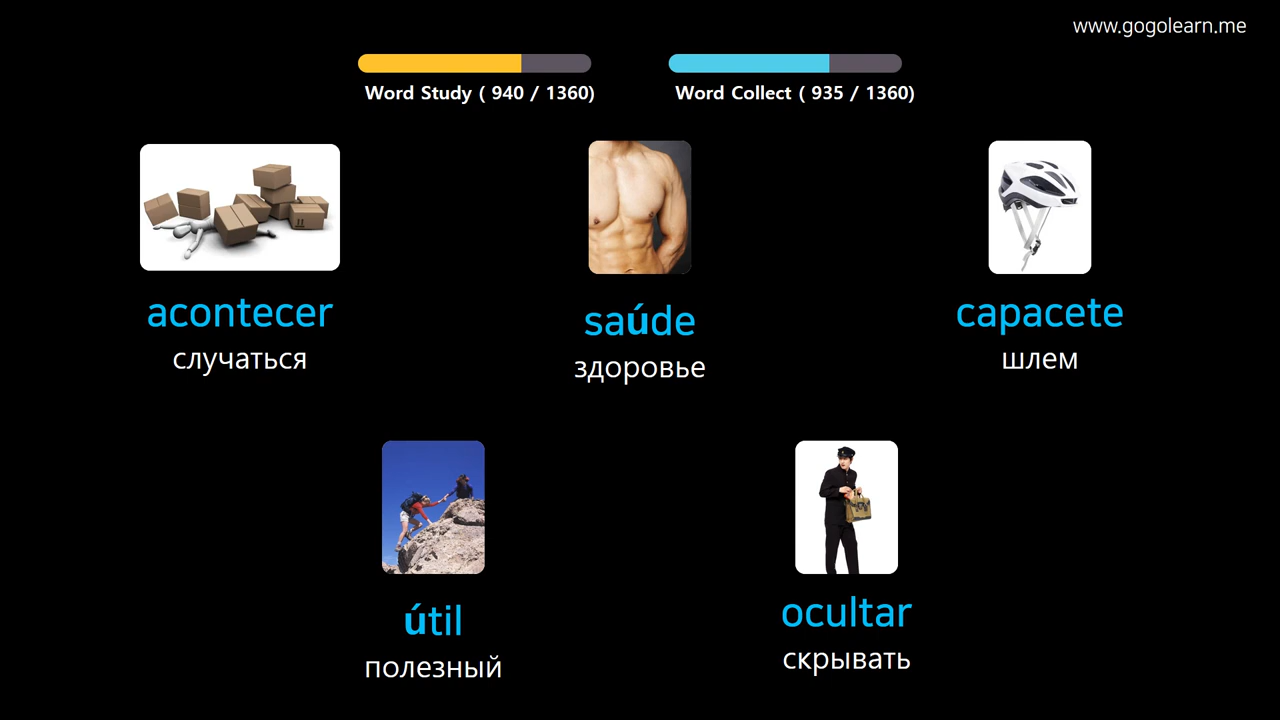 www.gogolearn.me
Word Study ( 940 / 1360)
Word Collect ( 935 / 1360)
acontecer
случаться
saúde
здоровье
capacete
шлем
útil
полезный
ocultar
скрывать